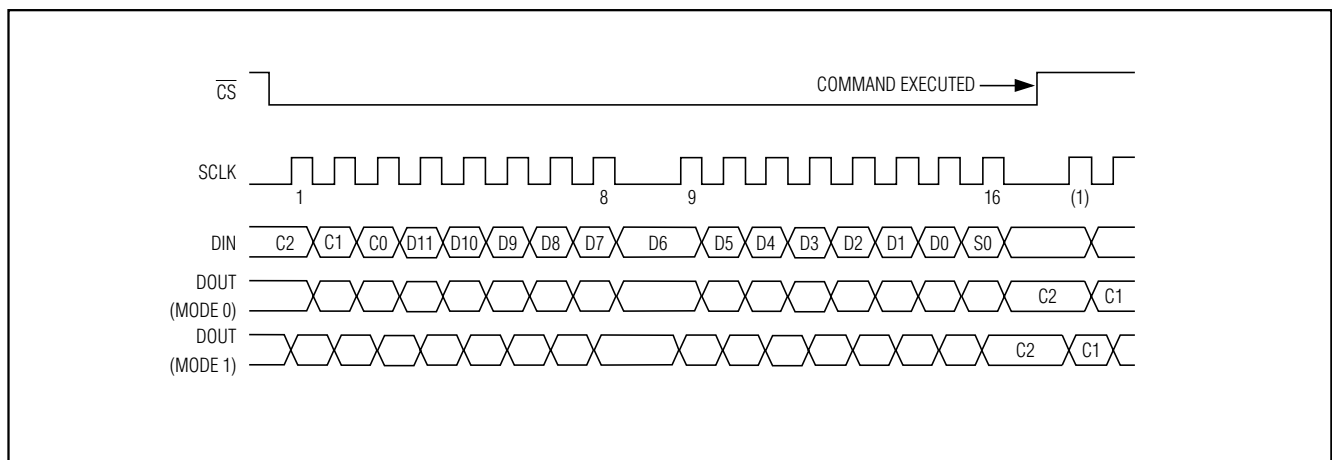 CS
COMMAND EXECUTED
SCLK
1 8 9 16 (1)
DIN C2 C1 C0 D11 D10 D9 D8 D7 D6 D5 D4 D3 D2 D1 D0 S0
DOUT
(MODE 0) C2 C1
DOUT
(MODE 1) C2 C1